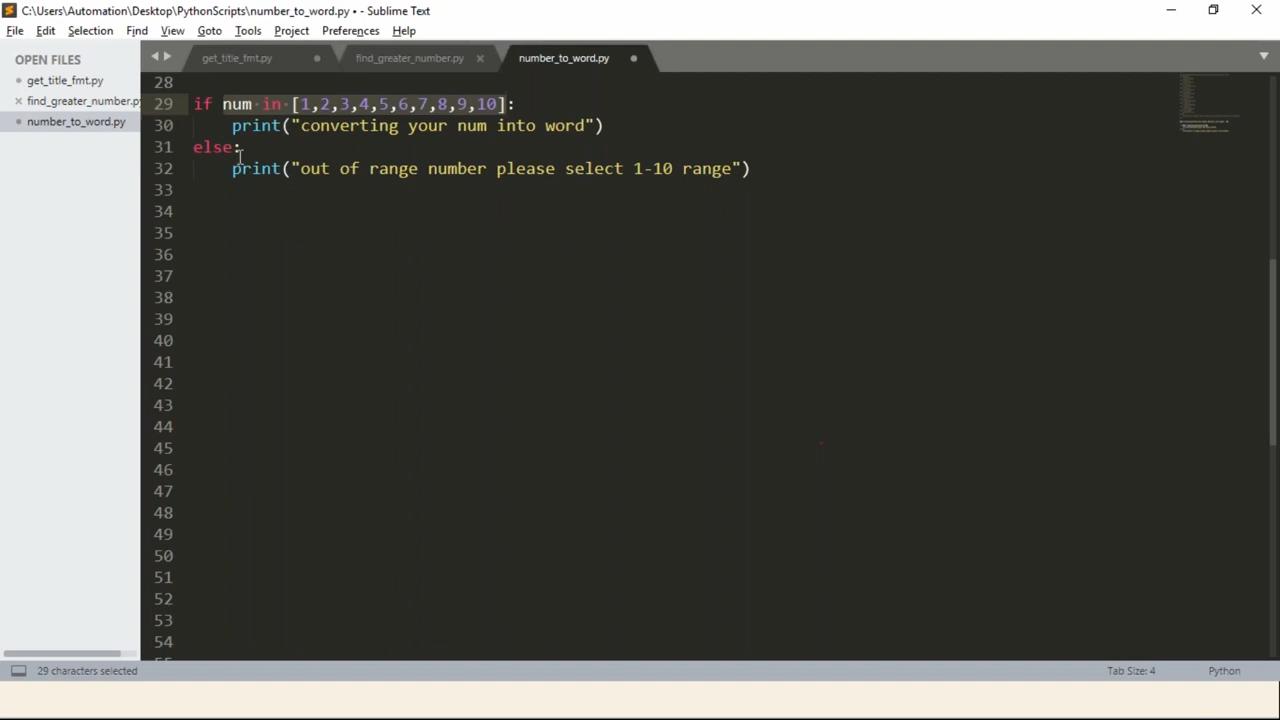 C:\Users\Automation\Desktop\PythonScripts\number_to_word.py • - Sublime Text
File Edit Selection Find View Goto Tools Project Preferences Help
OPEN FILES
get_title_fmt.py
find_greater_number.py
number_to_word.py
get_title_fmt.py find_greater_number.py number_to_word.py
28
29 if num in [1,2,3,4,5,6,7,8,9,10]:
30 print("converting your num into word")
31 else:
32 print("out of range number please select 1-10 range")
33
34
35
36
37
38
39
40
41
42
43
44
45
46
47
48
49
50
51
52
53
54
29 characters selected Tab Size: 4 Python